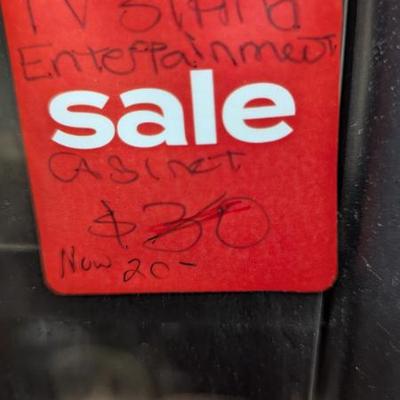 TV STAND
Entertainment
sale
CABINET
$30
Now 20-